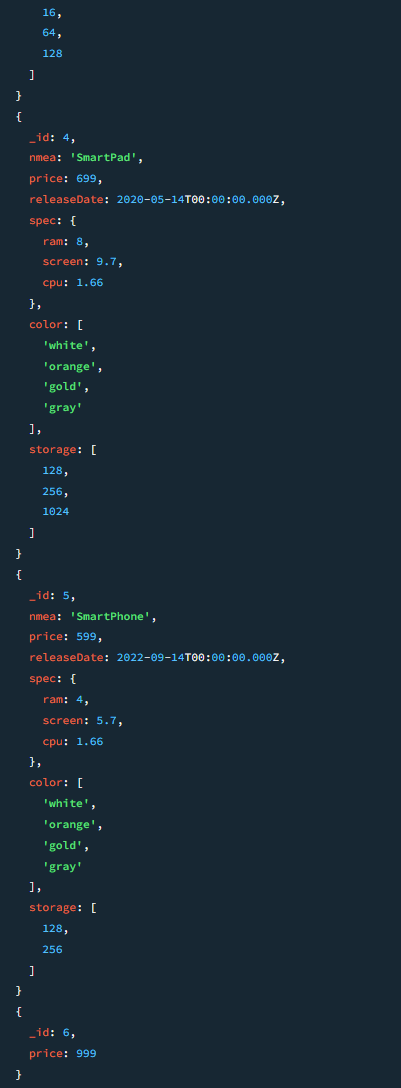 16,
64,
128
]
}
{
_id: 4,
nmea: 'SmartPad',
price: 699,
releaseDate: 2020-05-14T00:00:00.000Z,
spec: {
ram: 8,
screen: 9.7,
cpu: 1.66
},
color: [
'white',
'orange',
'gold',
'gray'
],
storage: [
128,
256,
1024
]
}
{
_id: 5,
nmea: 'SmartPhone',
price: 599,
releaseDate: 2022-09-14T00:00:00.000Z,
spec: {
ram: 4,
screen: 5.7,
cpu: 1.66
},
color: [
'white',
'orange',
'gold',
'gray'
],
storage: [
128,
256
]
}
{
_id: 6,
price: 999
}